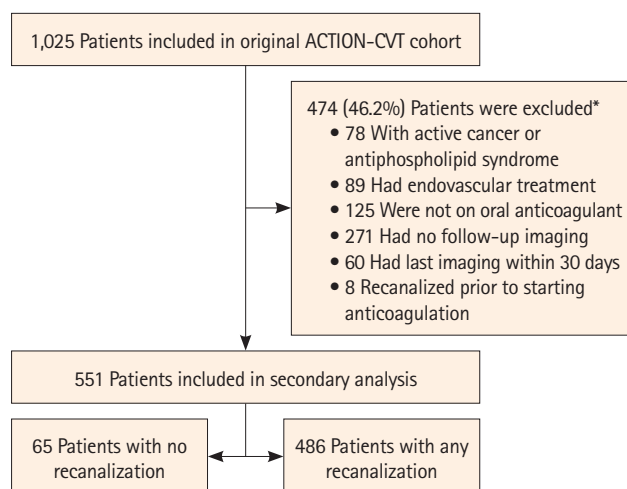 1,025 Patients included in original ACTION-CVT cohort
474 (46.2%) Patients were excluded*
• 78 With active cancer or
antiphospholipid syndrome
• 89 Had endovascular treatment
• 125 Were not on oral anticoagulant
• 271 Had no follow-up imaging
• 60 Had last imaging within 30 days
• 8 Recanalized prior to starting
anticoagulation
551 Patients included in secondary analysis
65 Patients with no
recanalization
486 Patients with any
recanalization